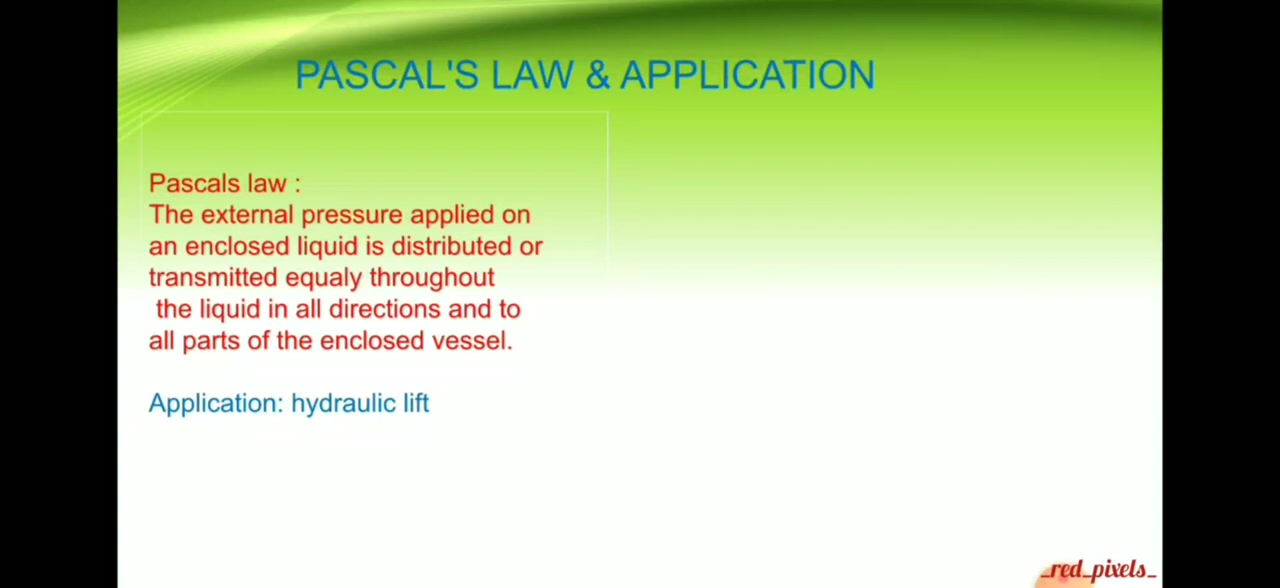 PASCAL'S LAW & APPLICATION
Pascals law :
The external pressure applied on
an enclosed liquid is distributed or
transmitted equaly throughout
the liquid in all directions and to
all parts of the enclosed vessel.
Application: hydraulic lift
_red_pixels_